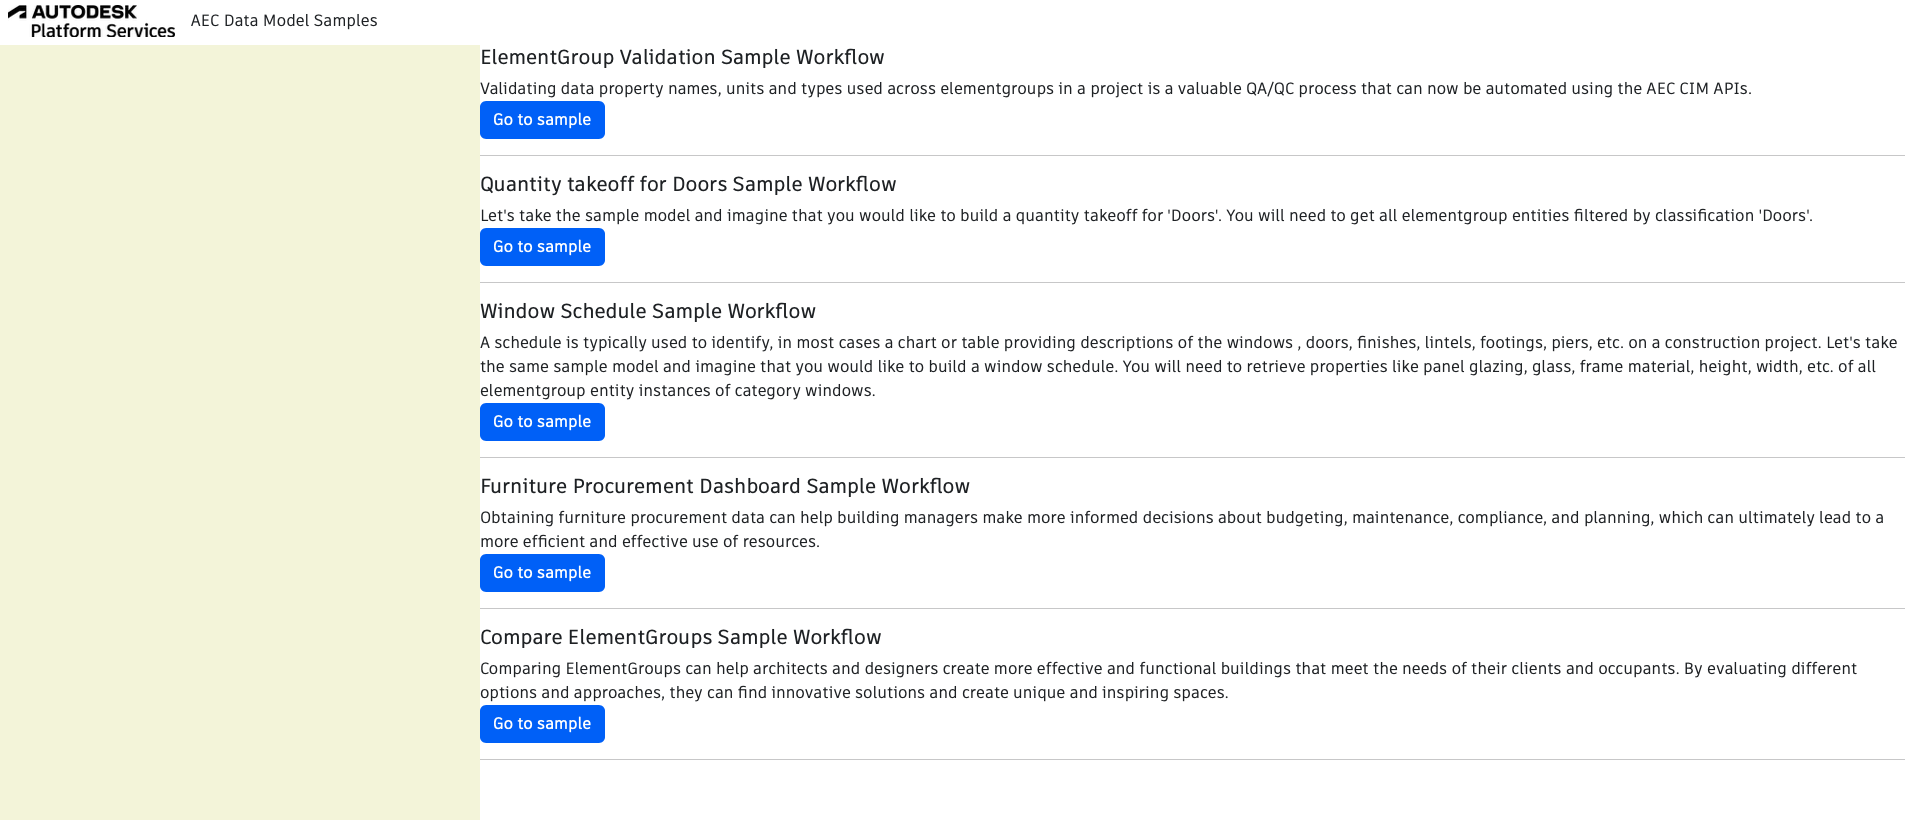 AUTODESK
Platform Services
AEC Data Model Samples
ElementGroup Validation Sample Workflow
Validating data property names, units and types used across elementgroups in a project is a valuable QA/QC process that can now be automated using the AEC CIM APIs.
Go to sample
Quantity takeoff for Doors Sample Workflow
Let's take the sample model and imagine that you would like to build a quantity takeoff for 'Doors'. You will need to get all elementgroup entities filtered by classification 'Doors'.
Go to sample
Window Schedule Sample Workflow
A schedule is typically used to identify, in most cases a chart or table providing descriptions of the windows , doors, finishes, lintels, footings, piers, etc. on a construction project. Let's take
the same sample model and imagine that you would like to build a window schedule. You will need to retrieve properties like panel glazing, glass, frame material, height, width, etc. of all
elementgroup entity instances of category windows.
Go to sample
Furniture Procurement Dashboard Sample Workflow
Obtaining furniture procurement data can help building managers make more informed decisions about budgeting, maintenance, compliance, and planning, which can ultimately lead to a
more efficient and effective use of resources.
Go to sample
Compare ElementGroups Sample Workflow
Comparing ElementGroups can help architects and designers create more effective and functional buildings that meet the needs of their clients and occupants. By evaluating different
options and approaches, they can find innovative solutions and create unique and inspiring spaces.
Go to sample